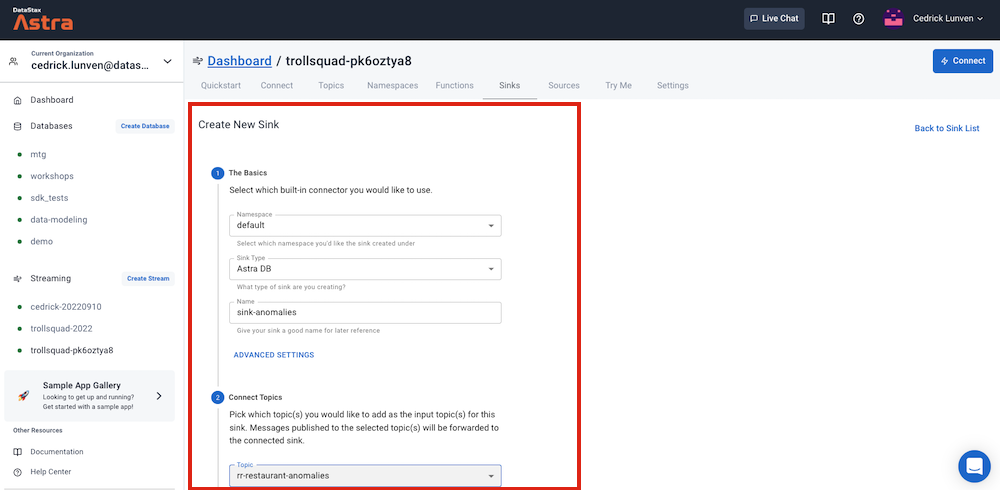 DataStax
Astra
Live Chat
Cedrick Lunven
Current Organization
cedrick.lunven@datas...
Dashboard / trollsquad-pk6oztya8
Connect
Quickstart Connect Topics Namespaces Functions Sinks Sources Try Me Settings
Dashboard
Databases
Create Database
mtg
workshops
sdk_tests
data-modeling
demo
Streaming
Create Stream
cedrick-20220910
trollsquad-2022
trollsquad-pk6oztya8
Sample App Gallery
Looking to get up and running?
Get started with a sample app!
Other Resources
Documentation
Help Center
Create New Sink
Back to Sink List
1 The Basics
Select which built-in connector you would like to use.
Namespace
default
Select which namespace you'd like the sink created under
Sink Type
Astra DB
What type of sink are you creating?
Name
sink-anomalies
Give your sink a good name for later reference
ADVANCED SETTINGS
2 Connect Topics
Pick which topic(s) you would like to add as the input topic(s) for this
sink. Messages published to the selected topic(s) will be forwarded to
the connected sink.
Topic
rr-restaurant-anomalies